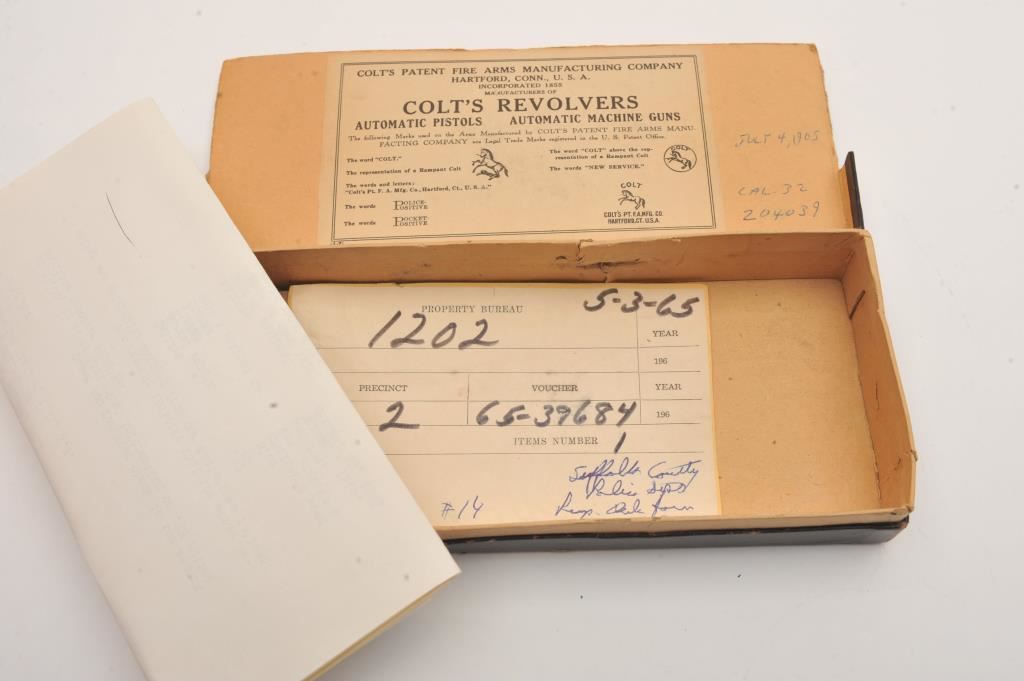 COLT'S PATENT FIRE ARMS MANUFACTURING COMPANY
HARTFORD, CONN., U. S. A.
INCORPORATED 1855
MANUFACTURERS OF
COLT'S REVOLVERS
AUTOMATIC PISTOLS AUTOMATIC MACHINE GUNS
The following Marks used on the Arms Manufactured by COLT'S PATENT FIRE ARMS MANU-
FACTING COMPANY are Legal Trade Marks registered in the U. S. Patent Office.
The word "COLT."
The representation of a Rampant Colt
The words and letters:
"Colt's Pt. F. A. Mfg. Co., Hartford, Ct., U. S. A."
The words POLICE-POSITIVE
The words POCKET-POSITIVE
The word "COLT" above the rep-
resentation of a Rampant Colt
COLT
The words "NEW SERVICE."
COLT
COLT'S PT. F.A. MFG. CO.
HARTFORD, CT. U.S.A.
JULY 4, 1905
CAL. 32
204039
PROPERTY BUREAU 5-3-65
1202 YEAR
196
PRECINCT VOUCHER YEAR
2 65-39684 196
ITEMS NUMBER 1
Suffolk County
Police Dept
#14